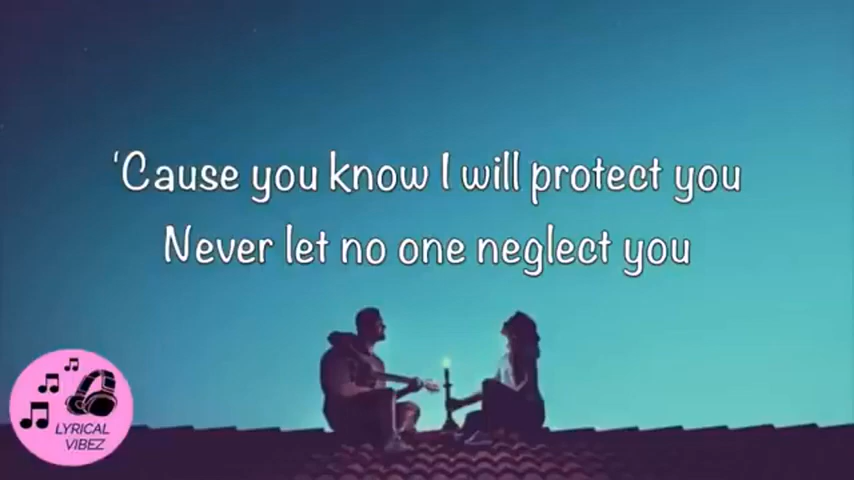 ‘Cause you know I will protect you
Never let no one neglect you
LYRICAL
VIBEZ